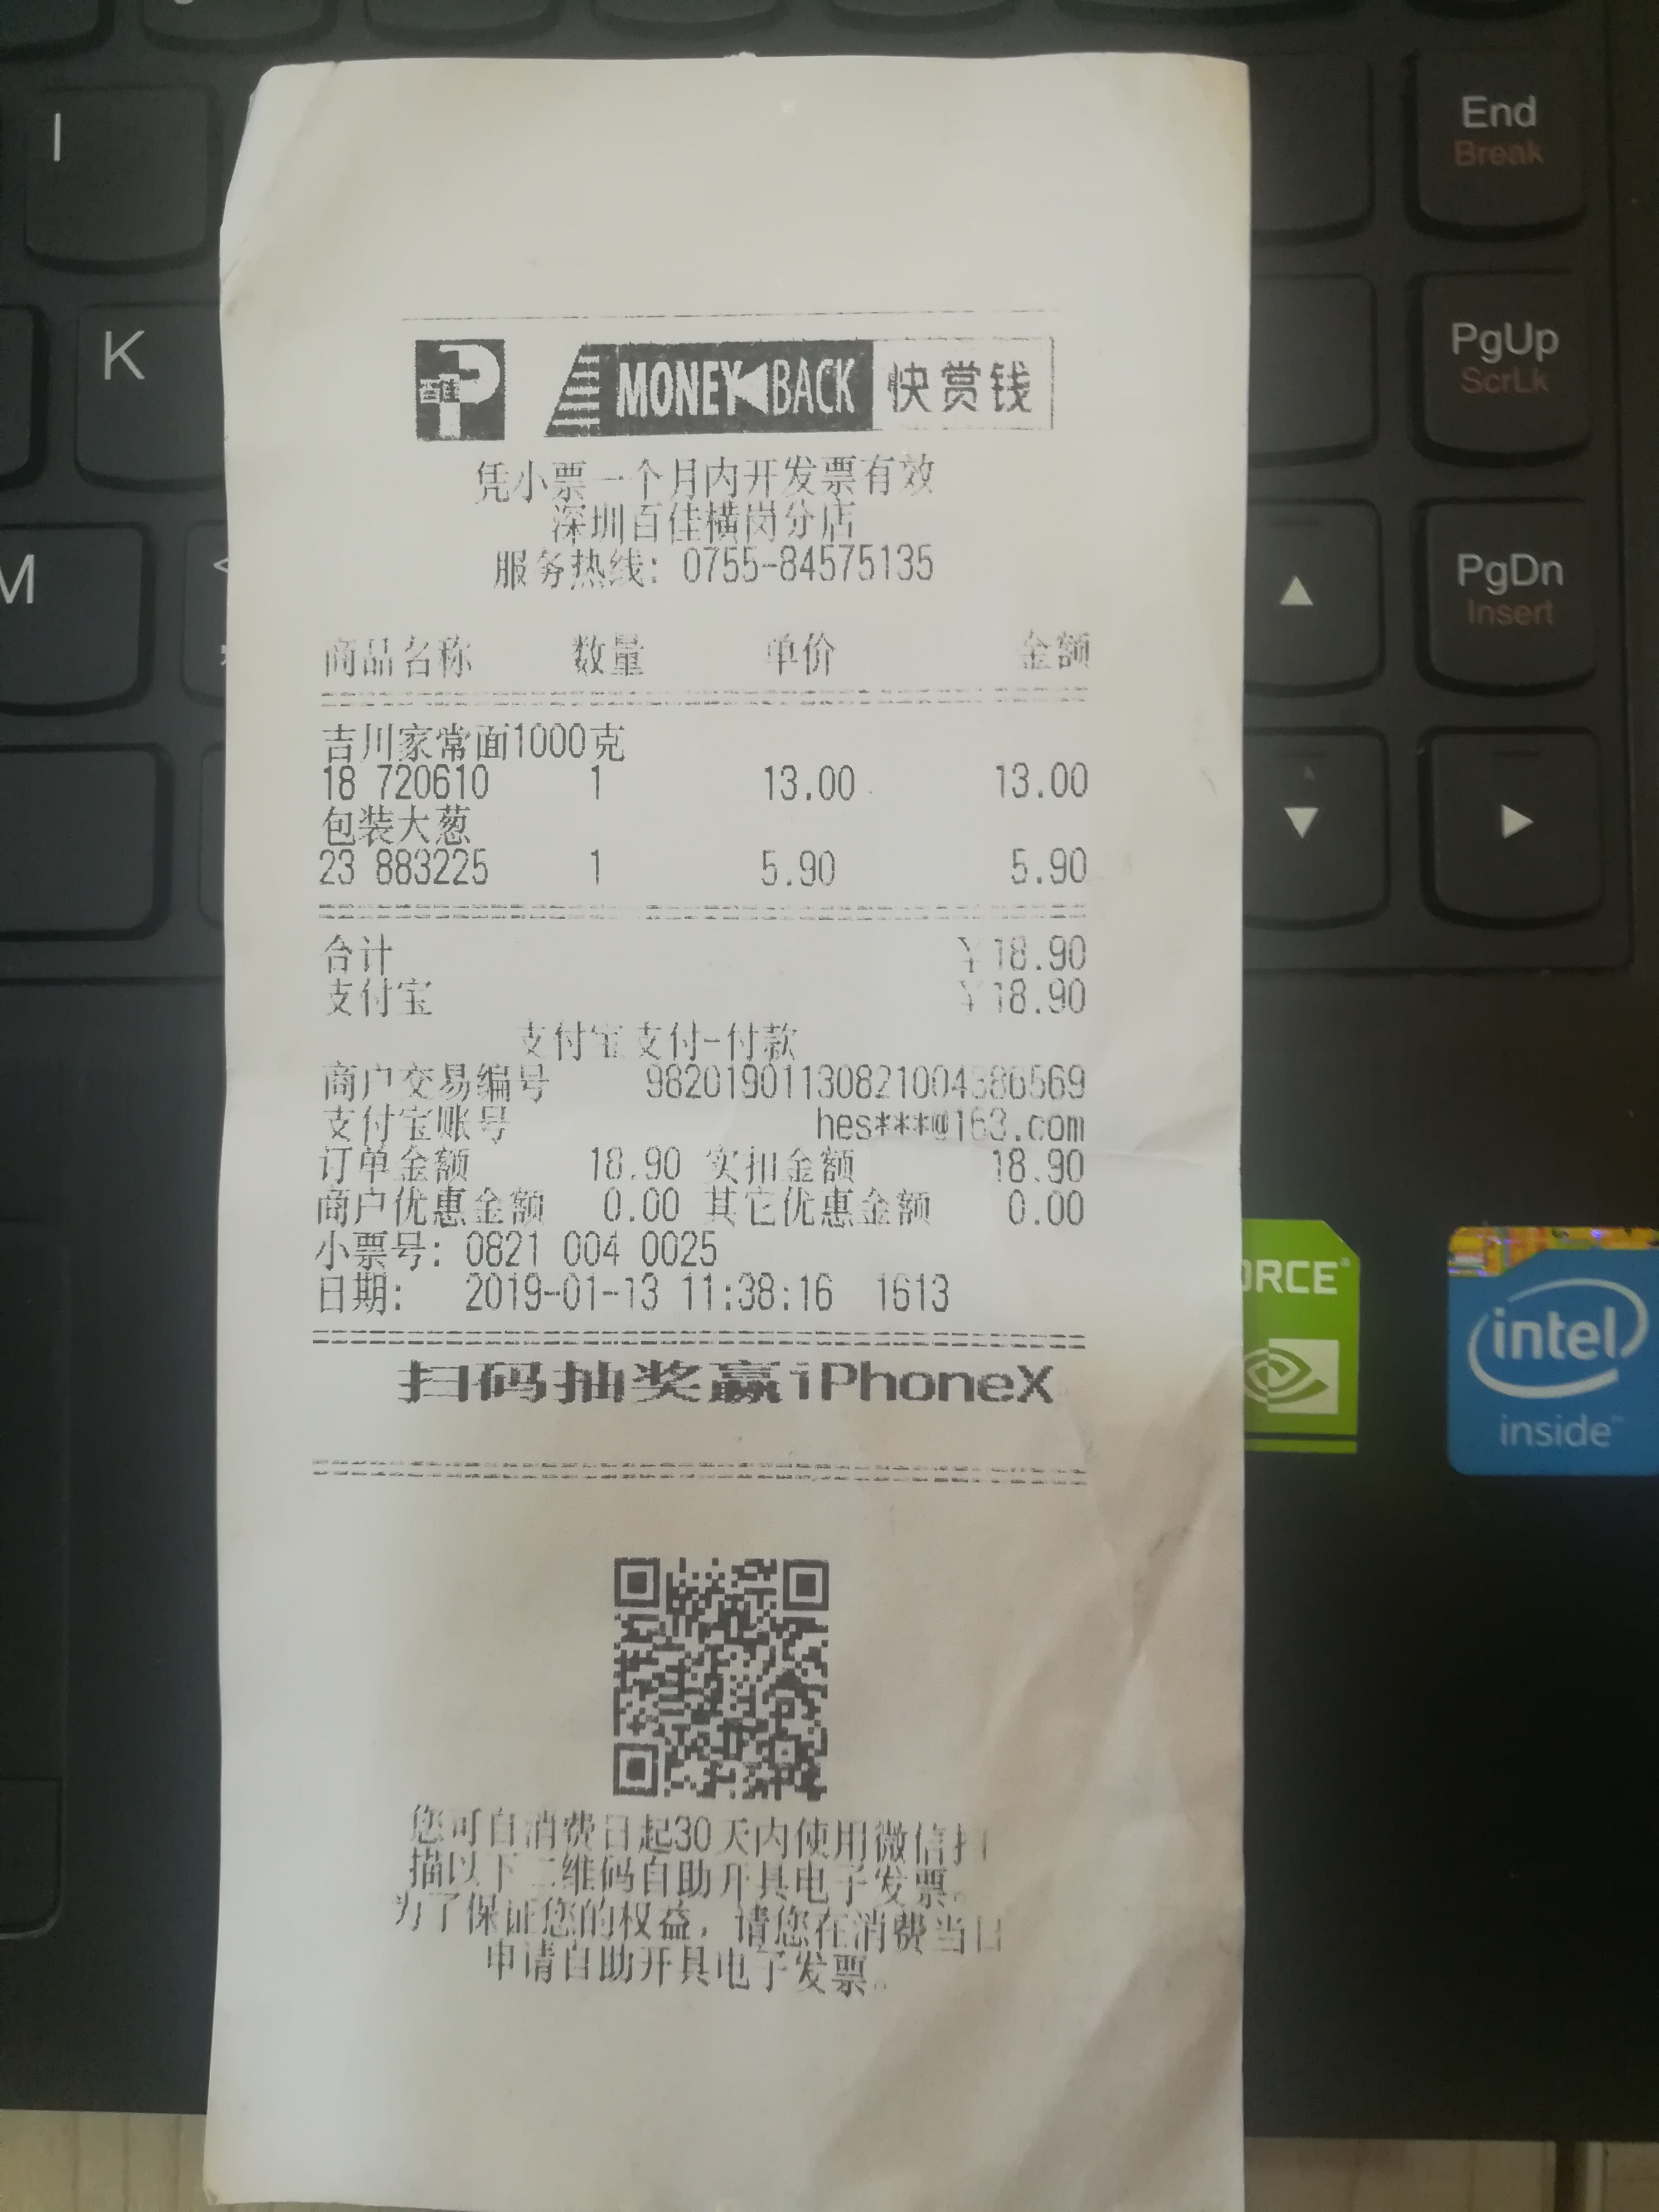 I
End
Break
K
PgUp
ScrLk
M
<
PgDn
Insert
百佳
MONEY BACK 快赏钱
凭小票一个月内开发票有效
深圳百佳横岗分店
服务热线: 0755-84575135
商品名称 数量 单价 金额
吉川家常面1000克
18 720610 1 13.00 13.00
包装大葱
23 883225 1 5.90 5.90
合计 ¥18.90
支付宝 ¥18.90
支付宝支付-付款
商户交易编号 98201901130821004386569
支付宝账号 hes***@163.com
订单金额 18.90 实扣金额 18.90
商户优惠金额 0.00 其它优惠金额 0.00
小票号: 0821 004 0025
日期: 2019-01-13 11:38:16 1613
扫码抽奖赢iPhoneX
ORCE
intel
inside
您可自消费日起30天内使用微信扫
描以下二维码自助开具电子发票。
为了保证您的权益,请您在消费当日
申请自助开具电子发票。